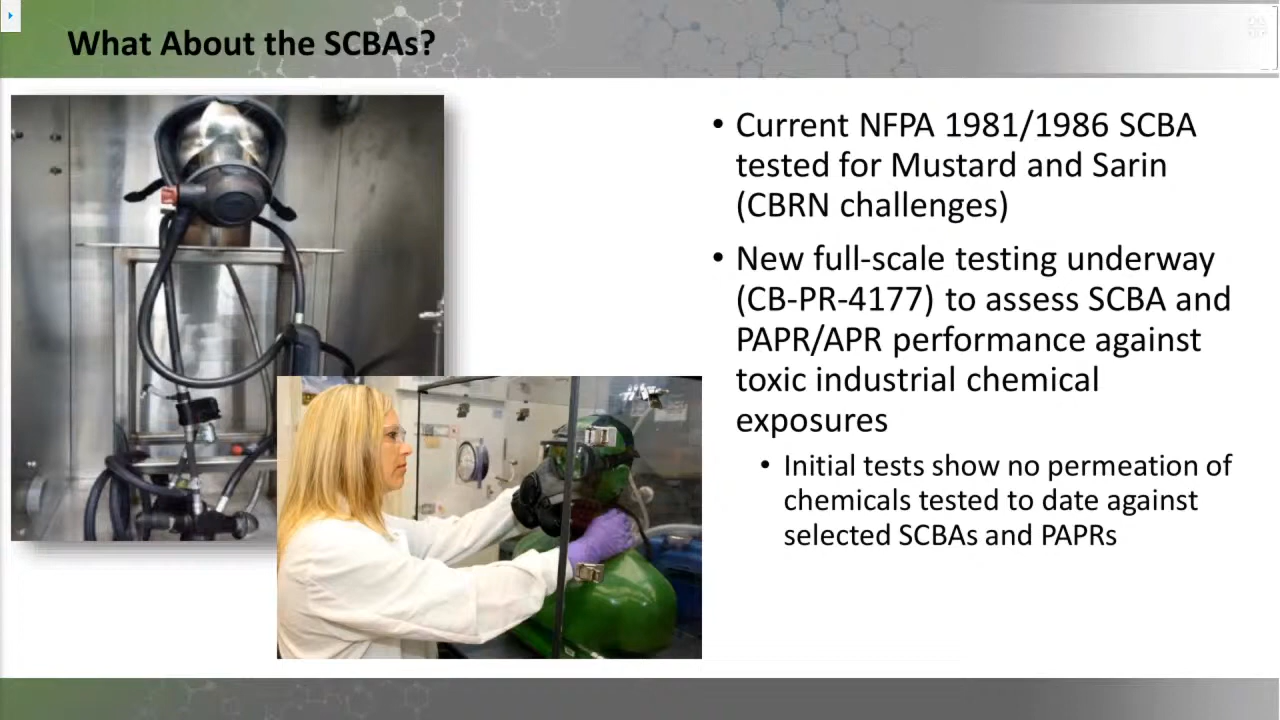 What About the SCBAs?
• Current NFPA 1981/1986 SCBA
tested for Mustard and Sarin
(CBRN challenges)
• New full-scale testing underway
(CB-PR-4177) to assess SCBA and
PAPR/APR performance against
toxic industrial chemical
exposures
• Initial tests show no permeation of
chemicals tested to date against
selected SCBAs and PAPRs